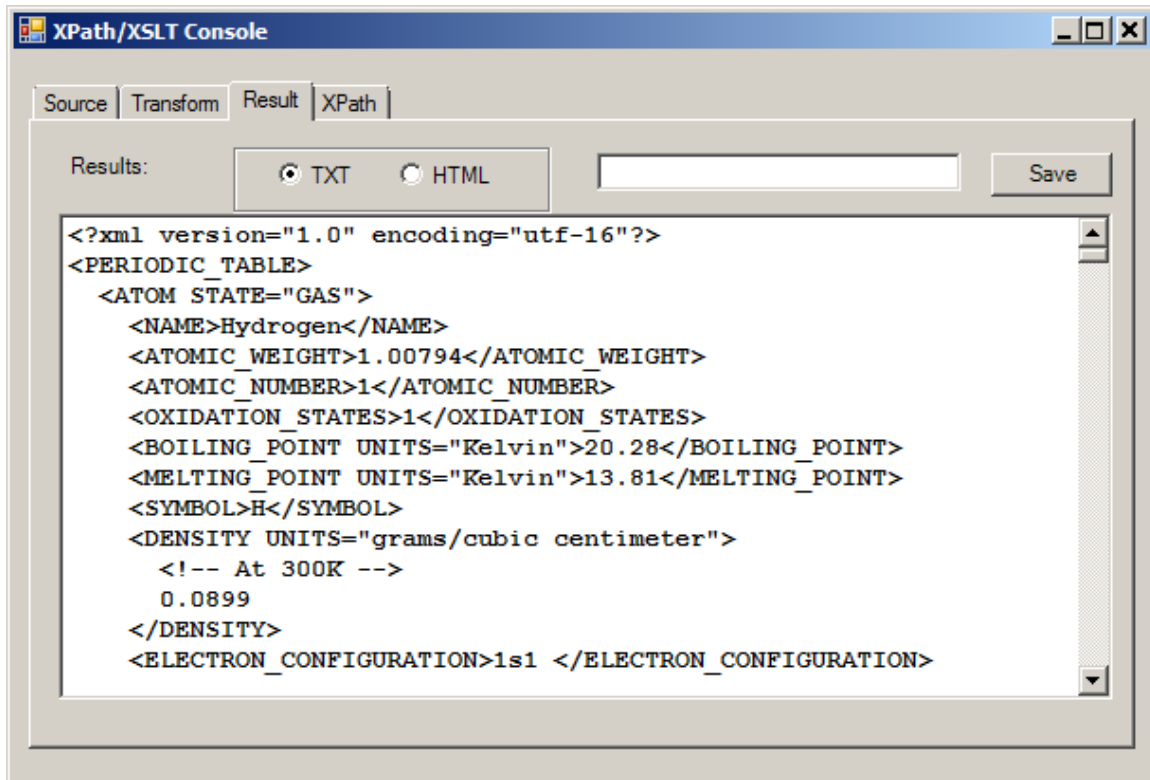 XPath/XSLT Console
Source Transform Result XPath
Results: TXT HTML Save
<?xml version="1.0" encoding="utf-16"?>
<PERIODIC_TABLE>
  <ATOM STATE="GAS">
    <NAME>Hydrogen</NAME>
    <ATOMIC_WEIGHT>1.00794</ATOMIC_WEIGHT>
    <ATOMIC_NUMBER>1</ATOMIC_NUMBER>
    <OXIDATION_STATES>1</OXIDATION_STATES>
    <BOILING_POINT UNITS="Kelvin">20.28</BOILING_POINT>
    <MELTING_POINT UNITS="Kelvin">13.81</MELTING_POINT>
    <SYMBOL>H</SYMBOL>
    <DENSITY UNITS="grams/cubic centimeter">
      <!-- At 300K -->
      0.0899
    </DENSITY>
    <ELECTRON_CONFIGURATION>1s1 </ELECTRON_CONFIGURATION>